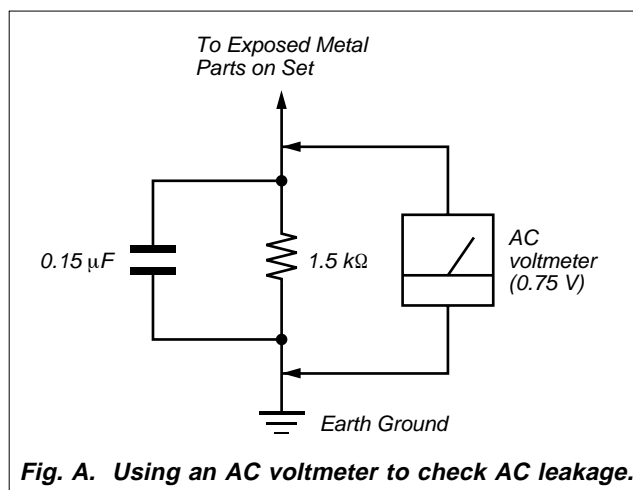 To Exposed Metal
Parts on Set
0.15 μF
1.5 kΩ
AC
voltmeter
(0.75 V)
Earth Ground
Fig. A. Using an AC voltmeter to check AC leakage.